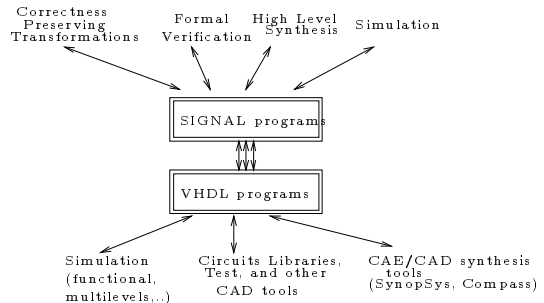 Correctness
Preserving
Transformations
Formal
Verification
High Level
Synthesis
Simulation
SIGNAL programs
VHDL programs
Simulation
(functional,
multilevels,..)
Circuits Libraries,
Test, and other
CAD tools
CAE/CAD synthesis
tools
(SynopSys, Compass)